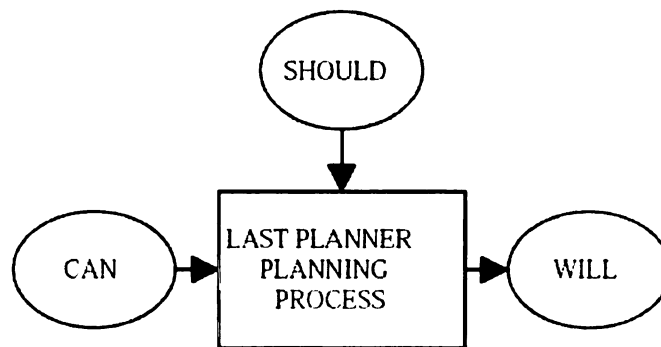 SHOULD
CAN
LAST PLANNER
PLANNING
PROCESS
WILL